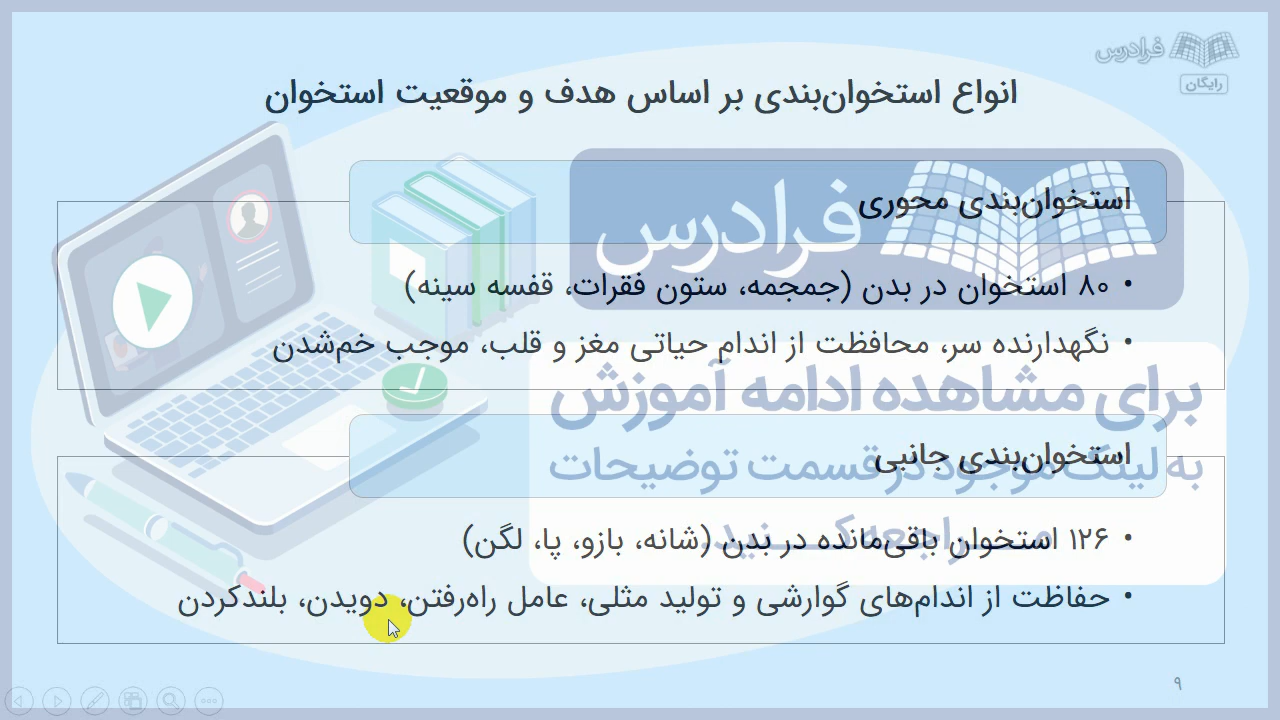 فرادرس
رایگان
انواع استخوان‌بندی بر اساس هدف و موقعیت استخوان
فرادرس
استخوان‌بندی محوری
• ۸۰ استخوان در بدن (جمجمه، ستون فقرات، قفسه سینه)
• نگهدارنده سر، محافظت از اندام حیاتی مغز و قلب، موجب خم‌شدن
برای مشاهده ادامه آموزش
استخوان‌بندی جانبی
به لینک موجود در قسمت توضیحات
مراجعه کنید.
• ۱۲۶ استخوان باقی‌مانده در بدن (شانه، بازو، پا، لگن)
• حفاظت از اندام‌های گوارشی و تولید مثلی، عامل راه‌رفتن، دویدن، بلندکردن
۹